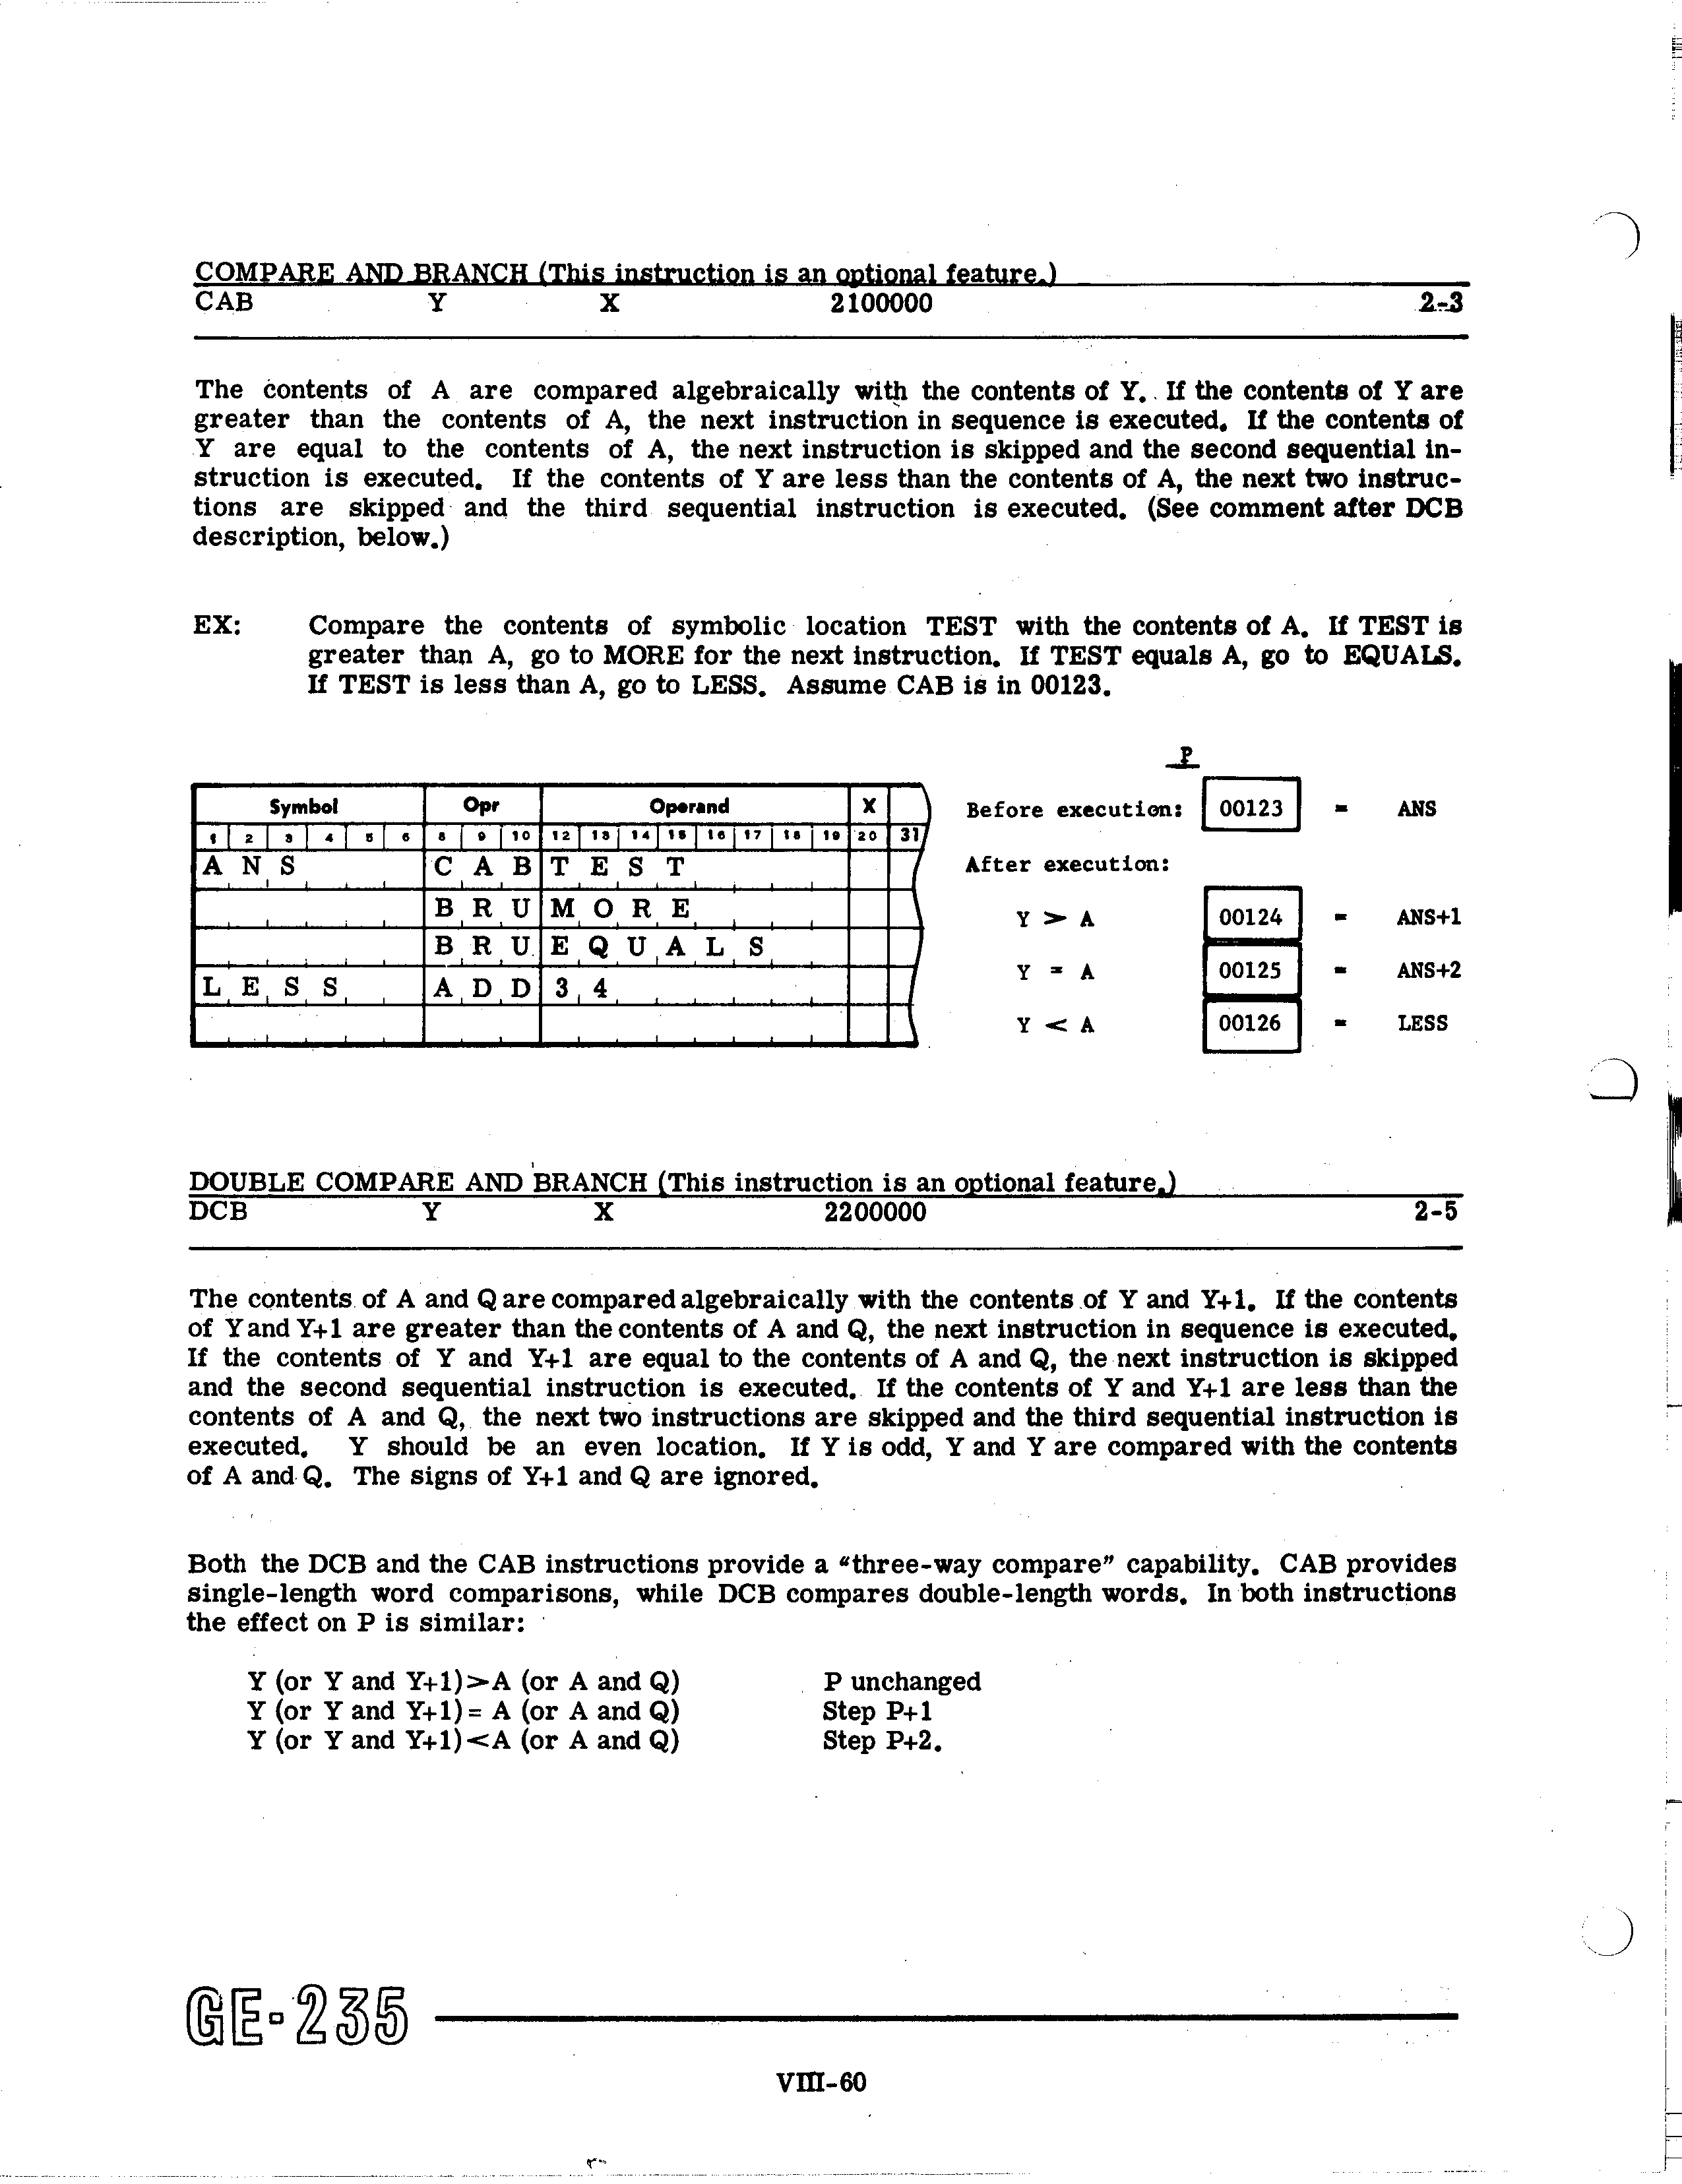 COMPARE AND BRANCH (This instruction is an optional feature.)
CAB Y X 2100000 2-3
The contents of A are compared algebraically with the contents of Y. If the contents of Y are
greater than the contents of A, the next instruction in sequence is executed. If the contents of
Y are equal to the contents of A, the next instruction is skipped and the second sequential in-
struction is executed. If the contents of Y are less than the contents of A, the next two instruc-
tions are skipped and the third sequential instruction is executed. (See comment after DCB
description, below.)
EX: Compare the contents of symbolic location TEST with the contents of A. If TEST is
greater than A, go to MORE for the next instruction. If TEST equals A, go to EQUALS.
If TEST is less than A, go to LESS. Assume CAB is in 00123.
Symbol Opr Operand X
1 2 3 4 5 6 8 9 10 12 13 14 15 16 17 18 19 20 31
ANS CAB TEST
BRU MORE
BRU EQUALS
LESS ADD 34
P
Before execution: 00123 = ANS
After execution:
Y > A 00124 = ANS+1
Y = A 00125 = ANS+2
Y < A 00126 = LESS
DOUBLE COMPARE AND BRANCH (This instruction is an optional feature.)
DCB Y X 2200000 2-5
The contents of A and Q are compared algebraically with the contents of Y and Y+1. If the contents
of Y and Y+1 are greater than the contents of A and Q, the next instruction in sequence is executed.
If the contents of Y and Y+1 are equal to the contents of A and Q, the next instruction is skipped
and the second sequential instruction is executed. If the contents of Y and Y+1 are less than the
contents of A and Q, the next two instructions are skipped and the third sequential instruction is
executed. Y should be an even location. If Y is odd, Y and Y are compared with the contents
of A and Q. The signs of Y+1 and Q are ignored.
Both the DCB and the CAB instructions provide a “three-way compare” capability. CAB provides
single-length word comparisons, while DCB compares double-length words. In both instructions
the effect on P is similar:
Y (or Y and Y+1)>A (or A and Q) P unchanged
Y (or Y and Y+1)= A (or A and Q) Step P+1
Y (or Y and Y+1)<A (or A and Q) Step P+2.
GE-235
VIII-60